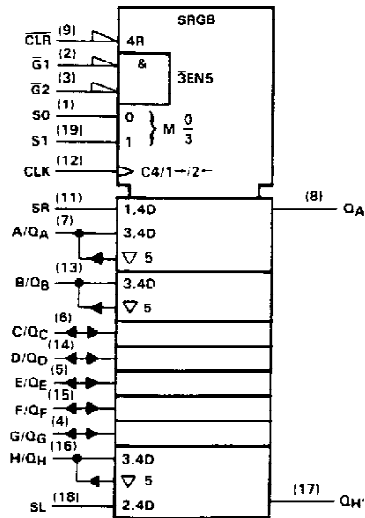 SRG8
CLR (9) 4R
G1 (2) &
3EN5
G2 (3)
S0 (1) 0
M 0/3
S1 (19) 1
CLK (12) C4/1→/2←
SR (11) 1,4D (8) QA
A/QA (7) 3,4D
▽ 5
B/QB (13) 3,4D
▽ 5
C/QC (6)
D/QD (14)
E/QE (5)
F/QF (15)
G/QG (4)
H/QH (16) 3,4D
▽ 5
SL (18) 2,4D (17) QH'